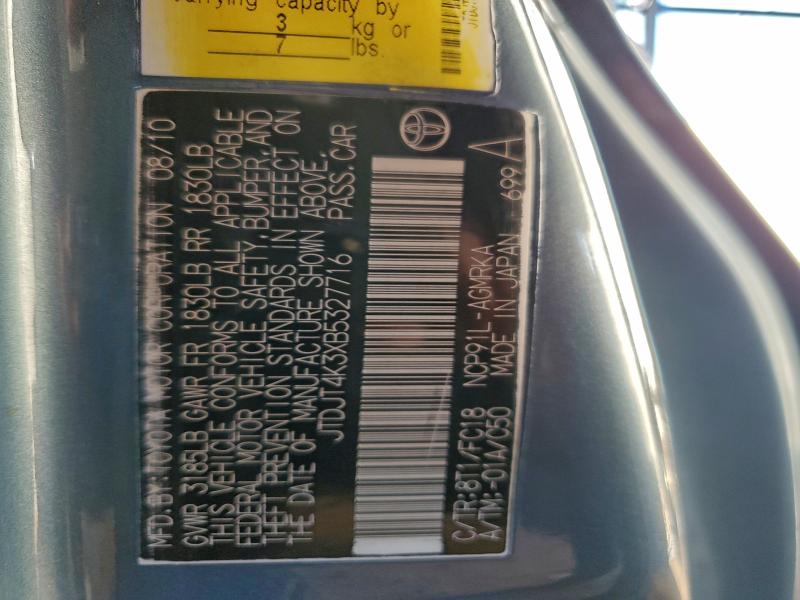 carrying capacity by
3 kg or
7 lbs.
MFD.BY:TOYOTA MOTOR CORPORATION 08/10
GVWR 3185LB GAWR FR 1830LB RR 1830LB
THIS VEHICLE CONFORMS TO ALL APPLICABLE
FEDERAL MOTOR VEHICLE SAFETY, BUMPER, AND
THEFT PREVENTION STANDARDS IN EFFECT ON
THE DATE OF MANUFACTURE SHOWN ABOVE.
JTDJT4K3XB5327716 PASS.CAR
C/TR:8T1/FC18 NCP91L-AGMRKA
A/TM:-01A/C50 MADE IN JAPAN 699A